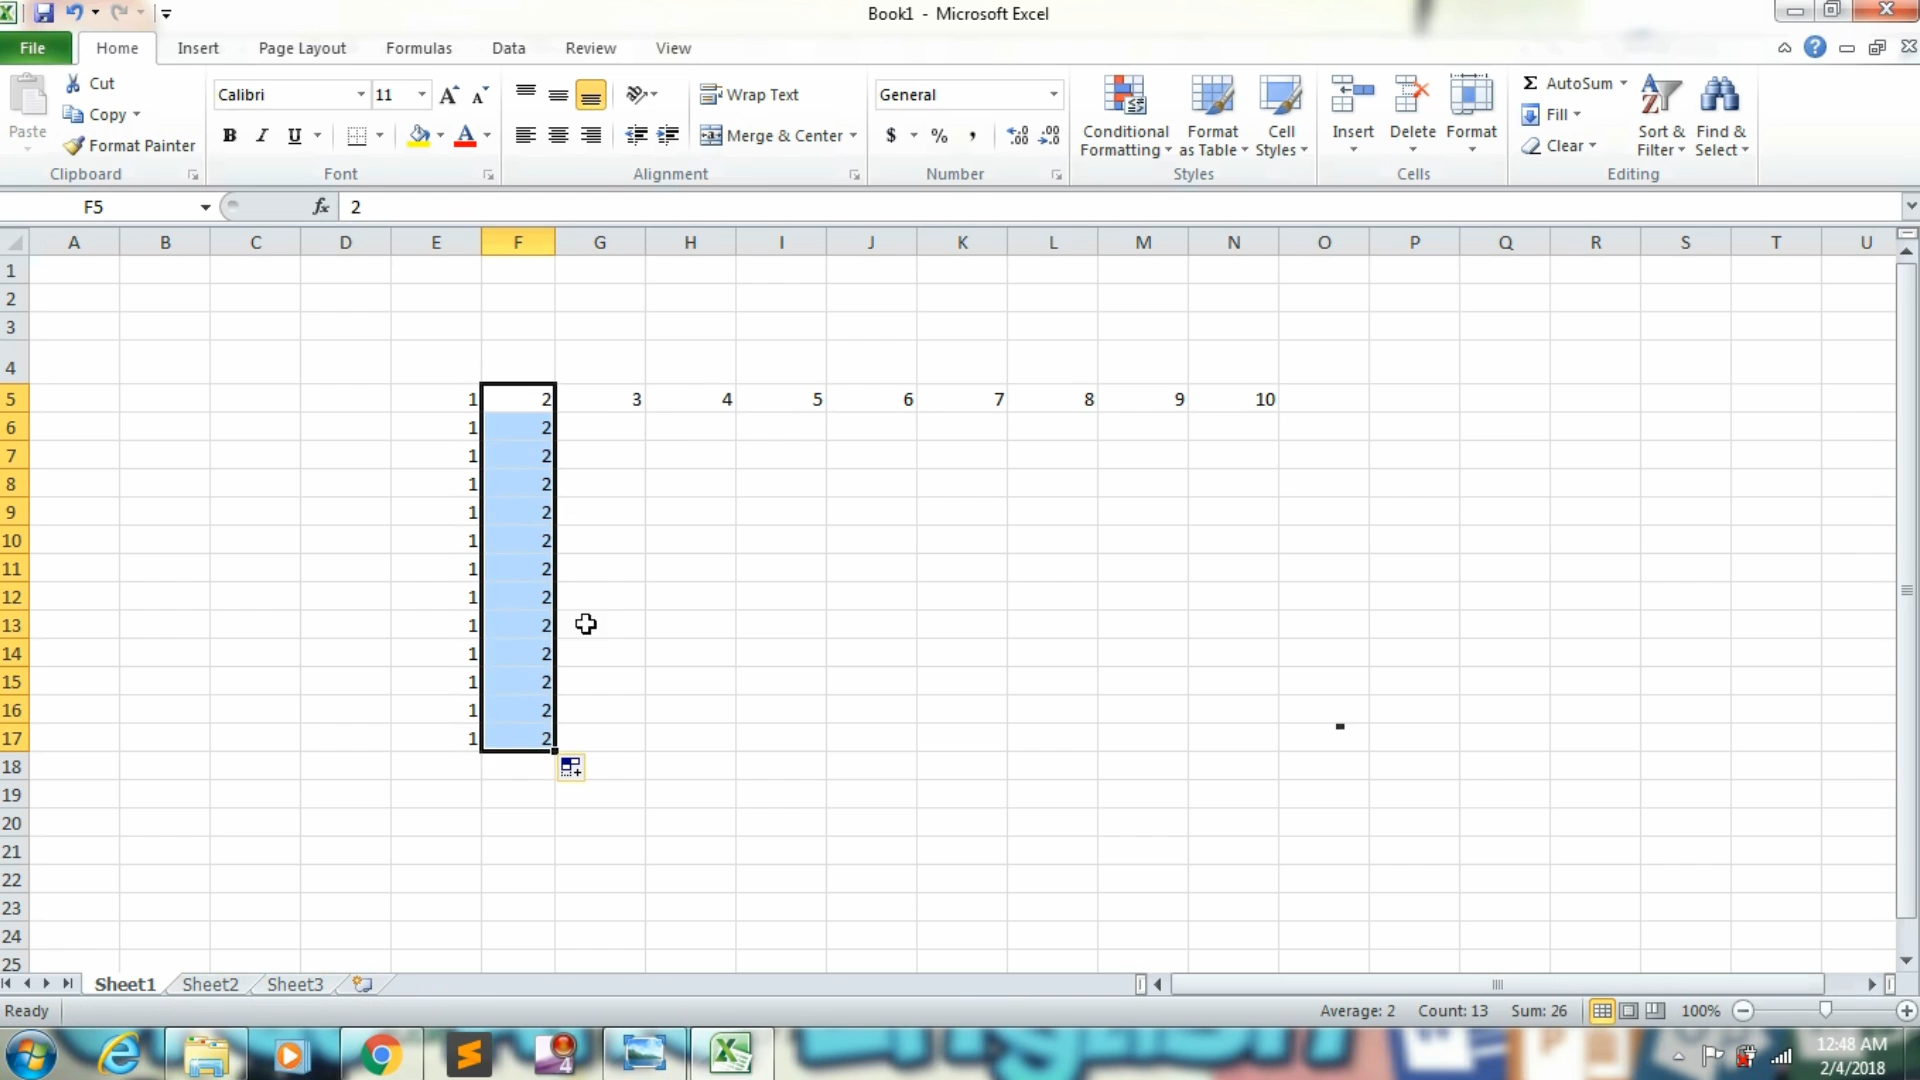 Book1 - Microsoft Excel
File Home Insert Page Layout Formulas Data Review View
Paste
Cut
Copy
Format Painter
Clipboard
Calibri 11
B I U
Font
Wrap Text
Merge & Center
Alignment
General
$ % ,
Number
Conditional Formatting
Format as Table
Cell Styles
Styles
Insert Delete Format
Cells
Σ AutoSum
Fill
Clear
Sort & Filter
Find & Select
Editing
F5 fx 2
A B C D E F G H I J K L M N O P Q R S T U
1
2
3
4
5 1 2 3 4 5 6 7 8 9 10
6 1 2
7 1 2
8 1 2
9 1 2
10 1 2
11 1 2
12 1 2
13 1 2
14 1 2
15 1 2
16 1 2
17 1 2
18
19
20
21
22
23
24
25
Sheet1 Sheet2 Sheet3
Ready Average: 2 Count: 13 Sum: 26 100%
English
12:48 AM
2/4/2018